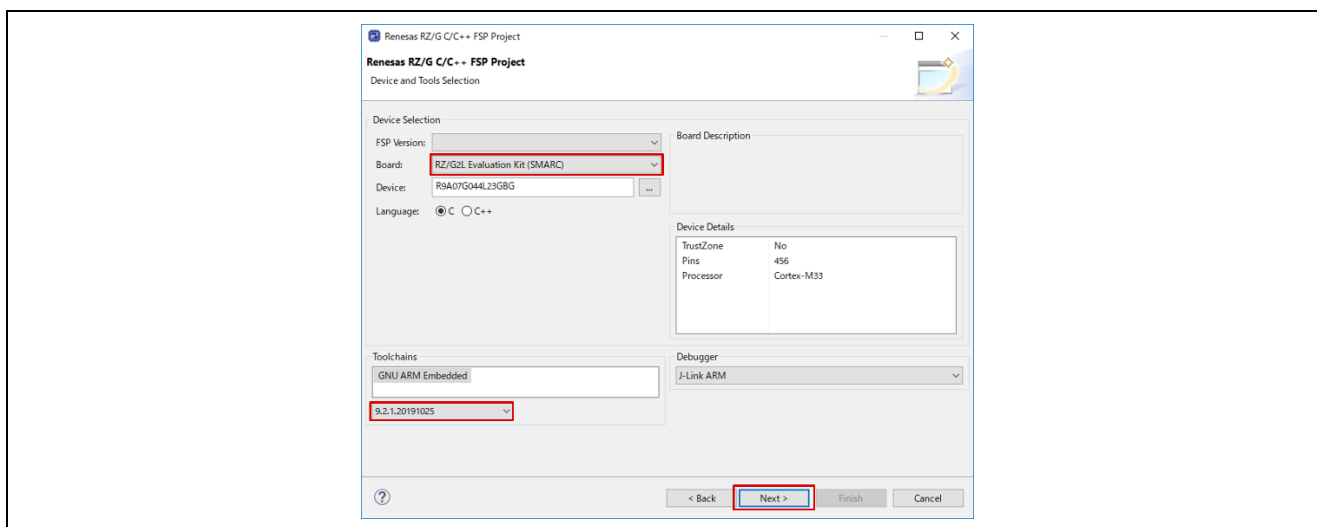 Renesas RZ/G C/C++ FSP Project
Renesas RZ/G C/C++ FSP Project
Device and Tools Selection
Device Selection
FSP Version:
Board: RZ/G2L Evaluation Kit (SMARC)
Device: R9A07G044L23GBG ...
Language: C C++
Board Description
Device Details
TrustZone No
Pins 456
Processor Cortex-M33
Toolchains
GNU ARM Embedded
9.2.1.20191025
Debugger
J-Link ARM
? < Back Next > Finish Cancel